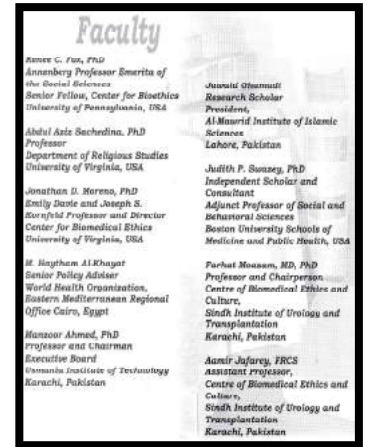 Faculty
Renee C. Fox, PhD
Annenberg Professor Emerita of
the Social Sciences
Senior Fellow, Center for Bioethics
University of Pennsylvania, USA
Abdul Aziz Sachedina, PhD
Professor
Department of Religious Studies
University of Virginia, USA
Jonathan D. Moreno, PhD
Emily Davie and Joseph S.
Kornfeld Professor and Director
Center for Biomedical Ethics
University of Virginia, USA
M. Haytham Al-Khayat
Senior Policy Adviser
World Health Organization,
Eastern Mediterranean Regional
Office Cairo, Egypt
Manzoor Ahmed, PhD
Professor and Chairman
Executive Board
Usmania Institute of Technology
Karachi, Pakistan
Research Scholar
President,
Al-Mawrid Institute of Islamic
Sciences
Lahore, Pakistan
Judith P. Swazey, PhD
Independent Scholar and
Consultant
Adjunct Professor of Social and
Behavioral Sciences
Boston University Schools of
Medicine and Public Health, USA
Farhat Moazam, MD, PhD
Professor and Chairperson
Centre of Biomedical Ethics and
Culture,
Sindh Institute of Urology and
Transplantation
Karachi, Pakistan
Aamir Jafarey, FRCS
Assistant Professor,
Centre of Biomedical Ethics and
Culture,
Sindh Institute of Urology and
Transplantation
Karachi, Pakistan